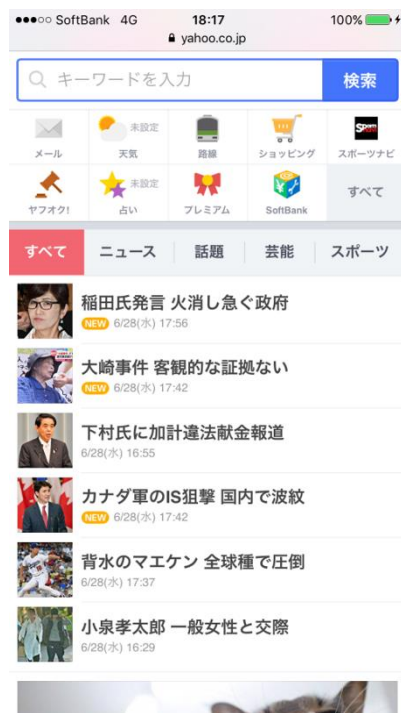 SoftBank 4G 18:17 100%
yahoo.co.jp
キーワードを入力 検索
未設定
メール 天気 路線 ショッピング スポーツナビ
未設定
ヤフオク! 占い プレミアム SoftBank すべて
すべて ニュース 話題 芸能 スポーツ
稲田氏発言 火消し急ぐ政府
NEW 6/28(水) 17:56
大崎事件 客観的な証拠ない
NEW 6/28(水) 17:42
下村氏に加計違法献金報道
6/28(水) 16:55
カナダ軍のIS狙撃 国内で波紋
NEW 6/28(水) 17:42
背水のマエケン 全球種で圧倒
6/28(水) 17:37
小泉孝太郎 一般女性と交際
6/28(水) 16:29